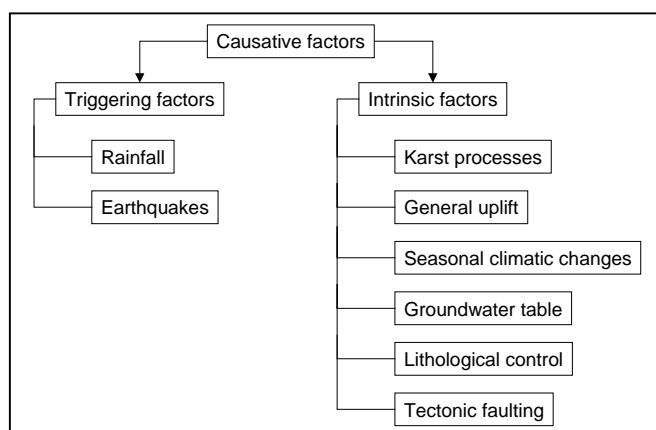 Causative factors
Triggering factors
Rainfall
Earthquakes
Intrinsic factors
Karst processes
General uplift
Seasonal climatic changes
Groundwater table
Lithological control
Tectonic faulting